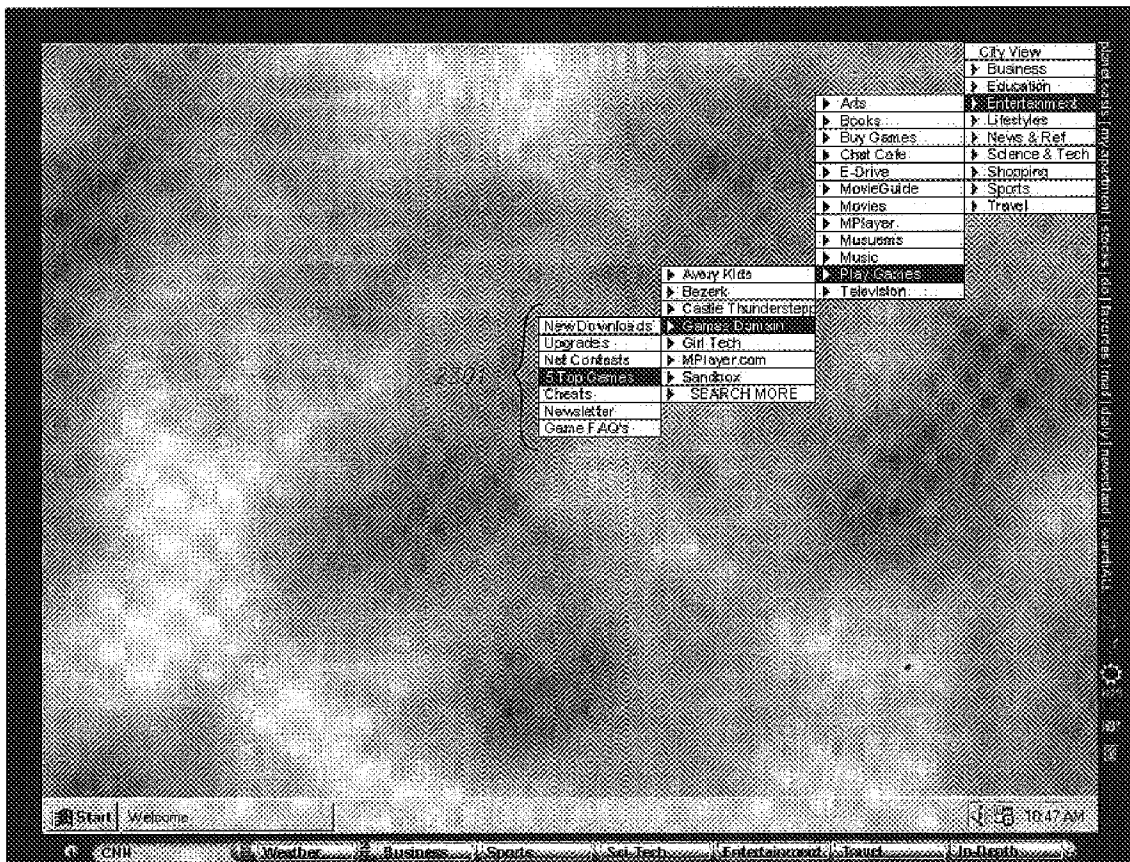 City View
Business
Education
Entertainment
Lifestyles
News & Ref
Science & Tech
Shopping
Sports
Travel
Arts
Books
Buy Games
Chat Cafe
E-Drive
MovieGuide
Movies
MPlayer
Musuems
Music
Play Games
Television
Avery Kids
Bezerk
Castle Thunderstepp
Games Domain
Girl Tech
MPlayer.com
Sandbox
SEARCH MORE
New Downloads
Upgrades
Net Contests
5 Top Games
Cheats
Newsletter
Game FAQ's
Start Welcome 10:47 AM
CNN Weather Business Sports Sci-Tech Entertainment Travel In-Depth